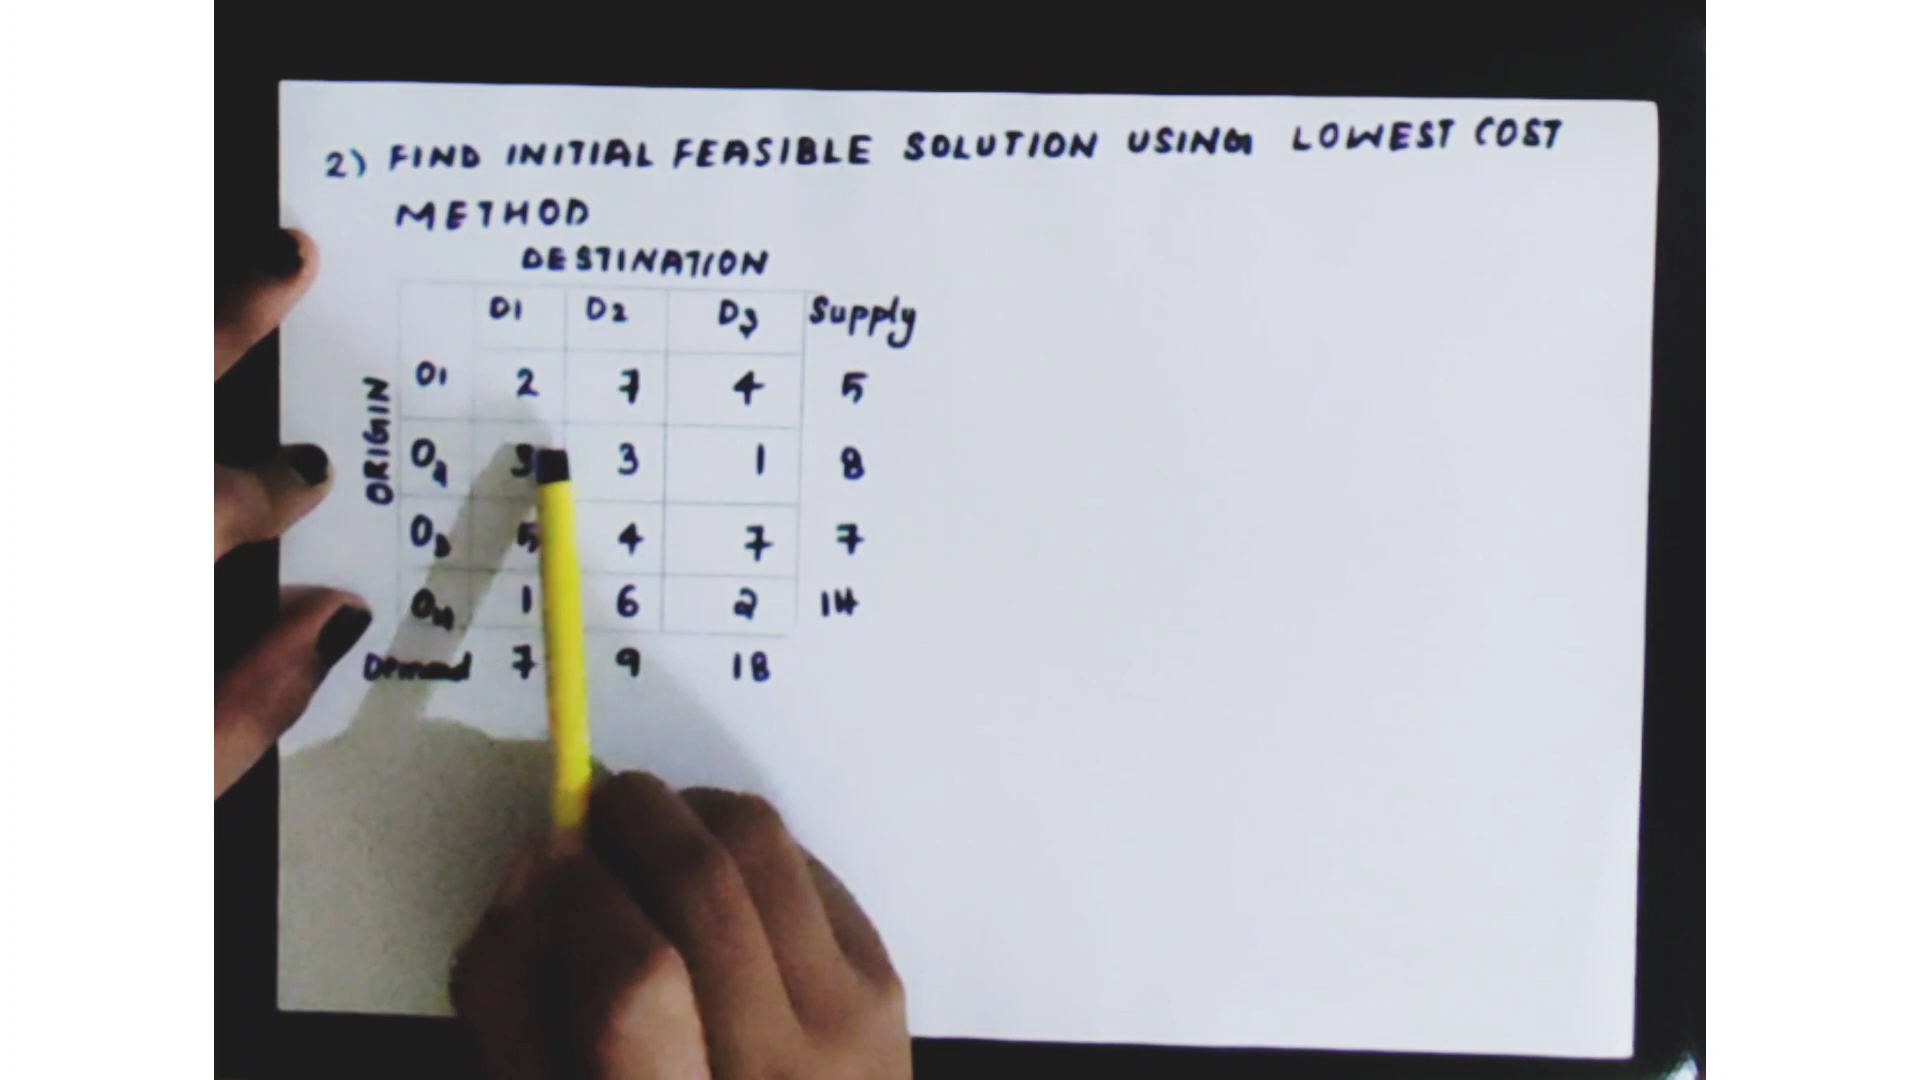 2) FIND INITIAL FEASIBLE SOLUTION USING LOWEST COST
METHOD
DESTINATION
D1 D2 D3 Supply
ORIGIN
O1 2 7 4 5
O2 3 3 1 8
O3 5 4 7 7
O4 1 6 2 14
Demand 7 9 18